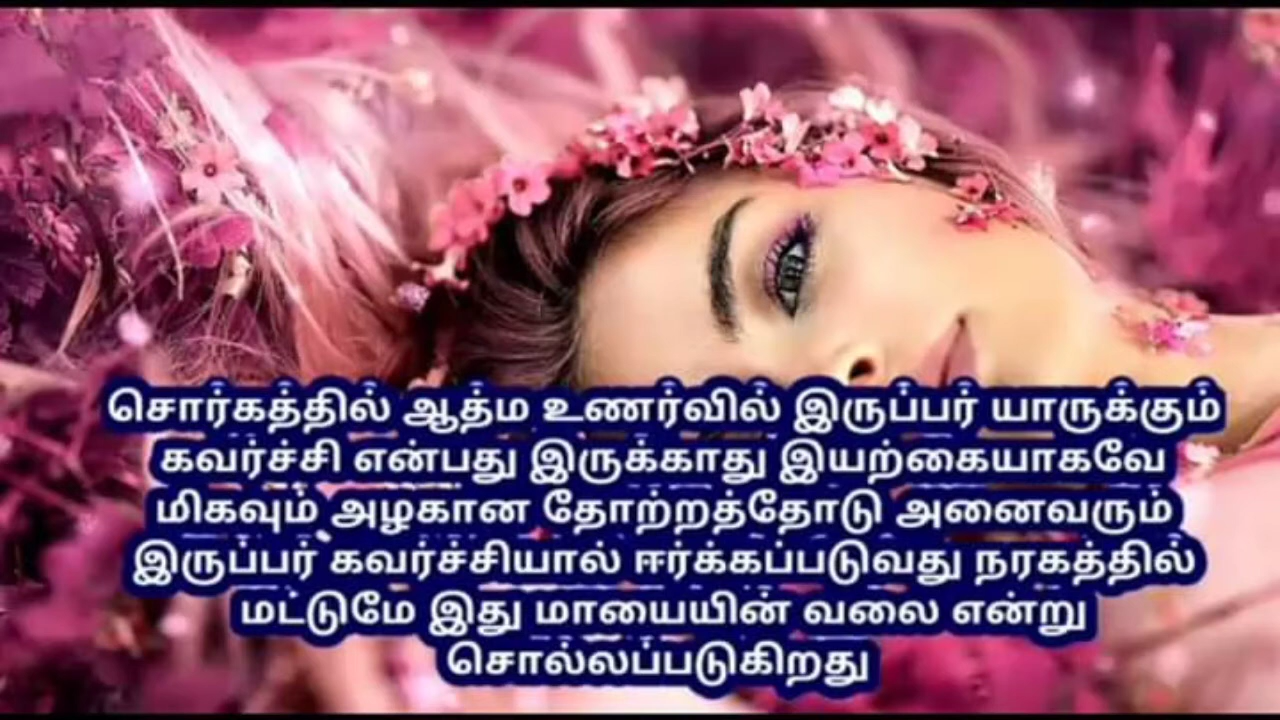 சொர்கத்தில் ஆத்ம உணர்வில் இருப்பர் யாருக்கும்
கவர்ச்சி என்பது இருக்காது இயற்கையாகவே
மிகவும் அழகான தோற்றத்தோடு அனைவரும்
இருப்பர் கவர்ச்சியால் ஈர்க்கப்படுவது நரகத்தில்
மட்டுமே இது மாயையின் வலை என்று
சொல்லப்படுகிறது